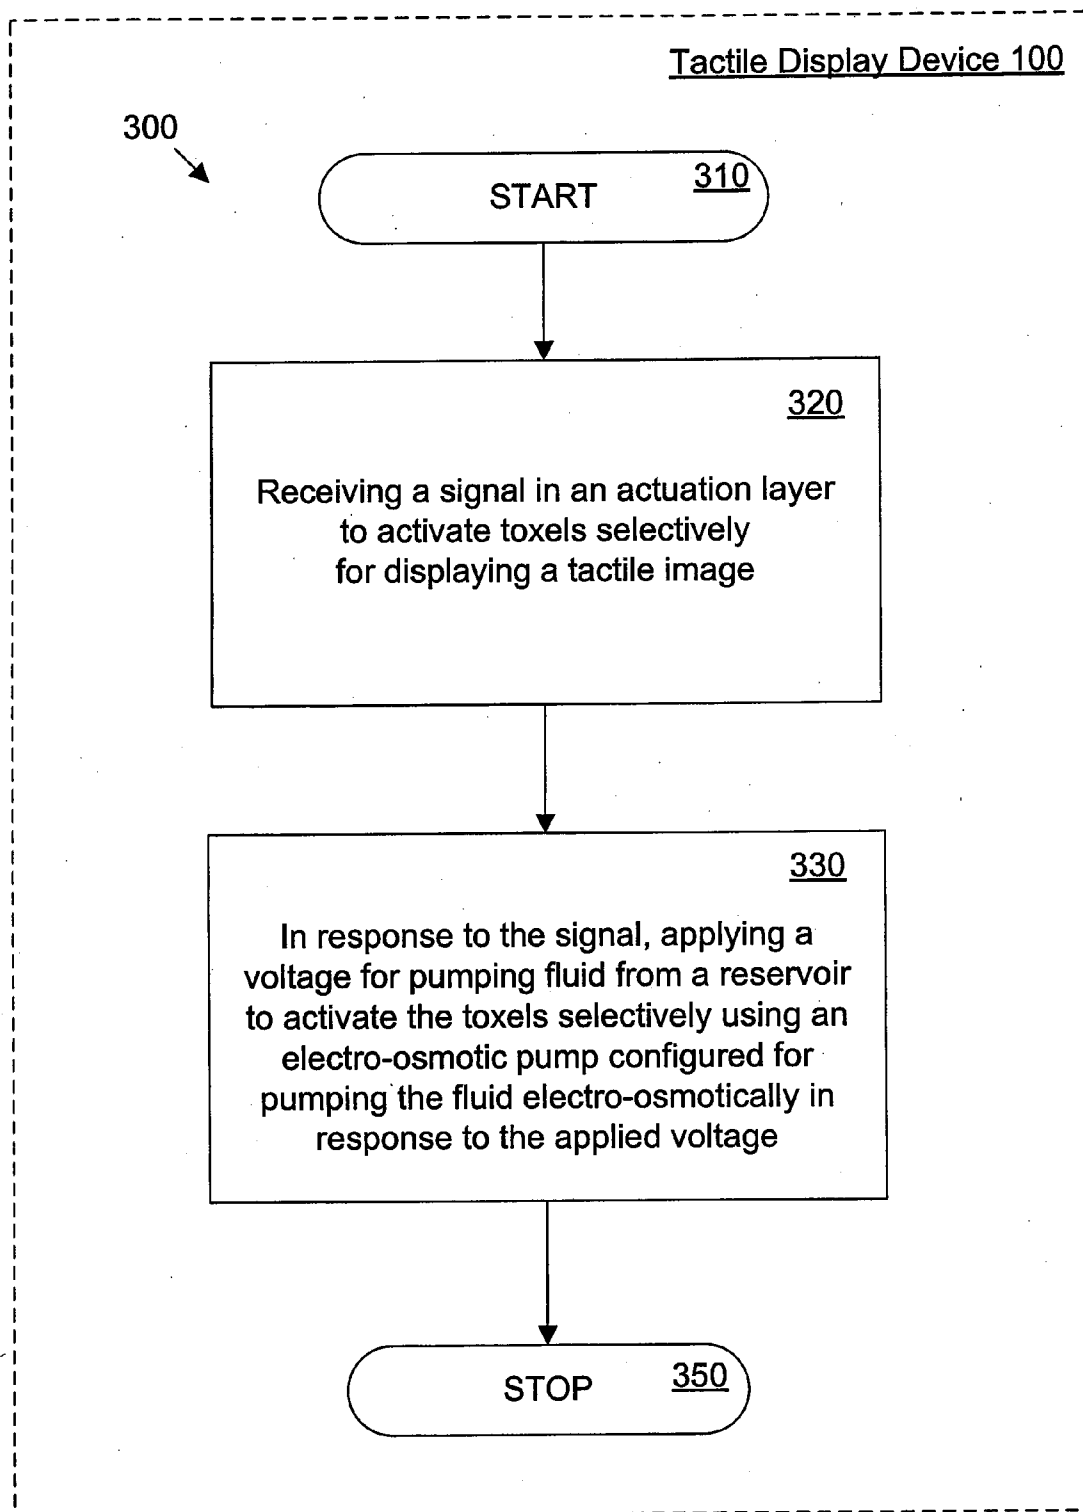 Tactile Display Device 100
300
START 310
320
Receiving a signal in an actuation layer
to activate toxels selectively
for displaying a tactile image
330
In response to the signal, applying a
voltage for pumping fluid from a reservoir
to activate the toxels selectively using an
electro-osmotic pump configured for
pumping the fluid electro-osmotically in
response to the applied voltage
STOP 350